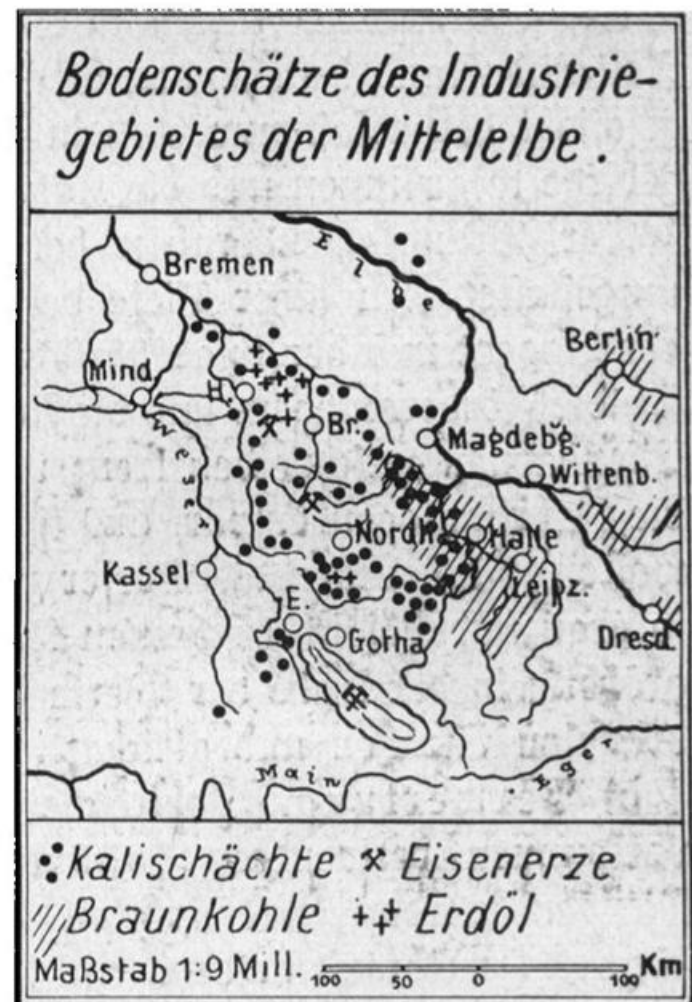 Bodenschätze des Industrie-
gebietes der Mittelelbe.
Elbe
Bremen
Berlin
Mind.
H.
Br.
Magdebg.
Weser
Wittenb.
Nordh.
Halle
Kassel
Leipz.
E.
Gotha
Dresd.
Main
Eger
Kalischächte Eisenerze
Braunkohle Erdöl
Maßstab 1:9 Mill. 100 50 0 100 Km